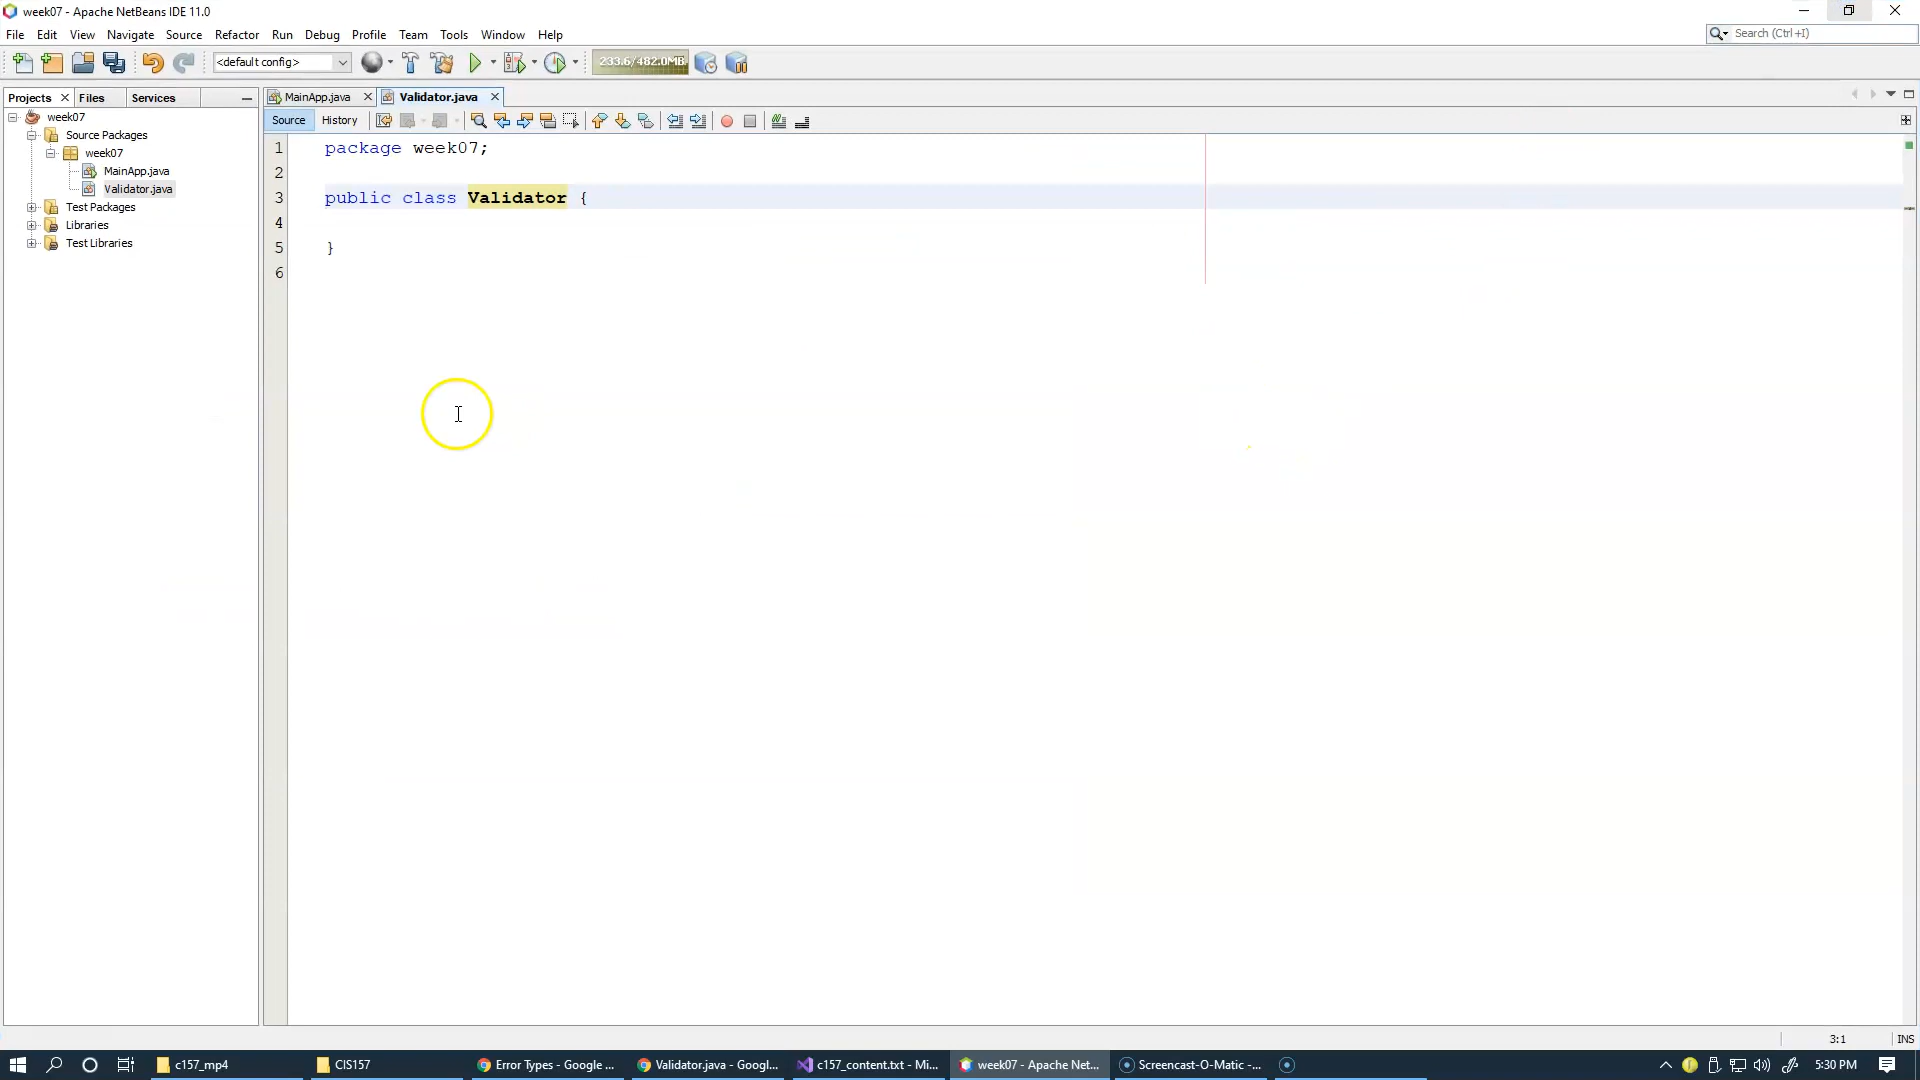 week07 - Apache NetBeans IDE 11.0
File Edit View Navigate Source Refactor Run Debug Profile Team Tools Window Help
Search (Ctrl+I)
<default config>
233.6/482.0MB
Projects Files Services
MainApp.java Validator.java
Source History
week07
Source Packages
week07
MainApp.java
Validator.java
Test Packages
Libraries
Test Libraries
1 package week07;
2
3 public class Validator {
4
5 }
6
3:1 INS
c157_mp4 CIS157 Error Types - Google ... Validator.java - Googl... c157_content.txt - Mi... week07 - Apache Net... Screencast-O-Matic -... 5:30 PM